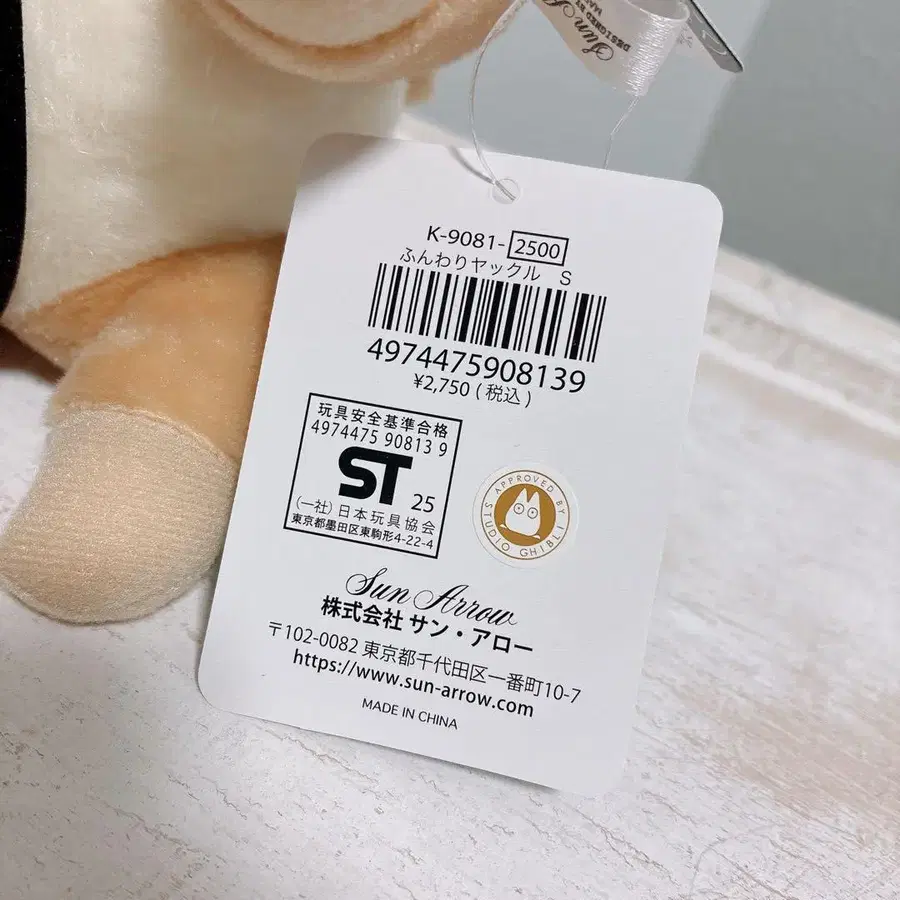 Sun
DESIGNED BY
K-9081-2500
ふんわりヤックル S
4974475908139
¥2,750 (税込)
玩具安全基準合格
4974475 90813 9
ST 25
(一社)日本玩具協会
東京都墨田区東駒形4-22-4
APPROVED BY
STUDIO GHIBLI
Sun Arrow
株式会社 サン・アロー
〒102-0082 東京都千代田区一番町10-7
https://www.sun-arrow.com
MADE IN CHINA